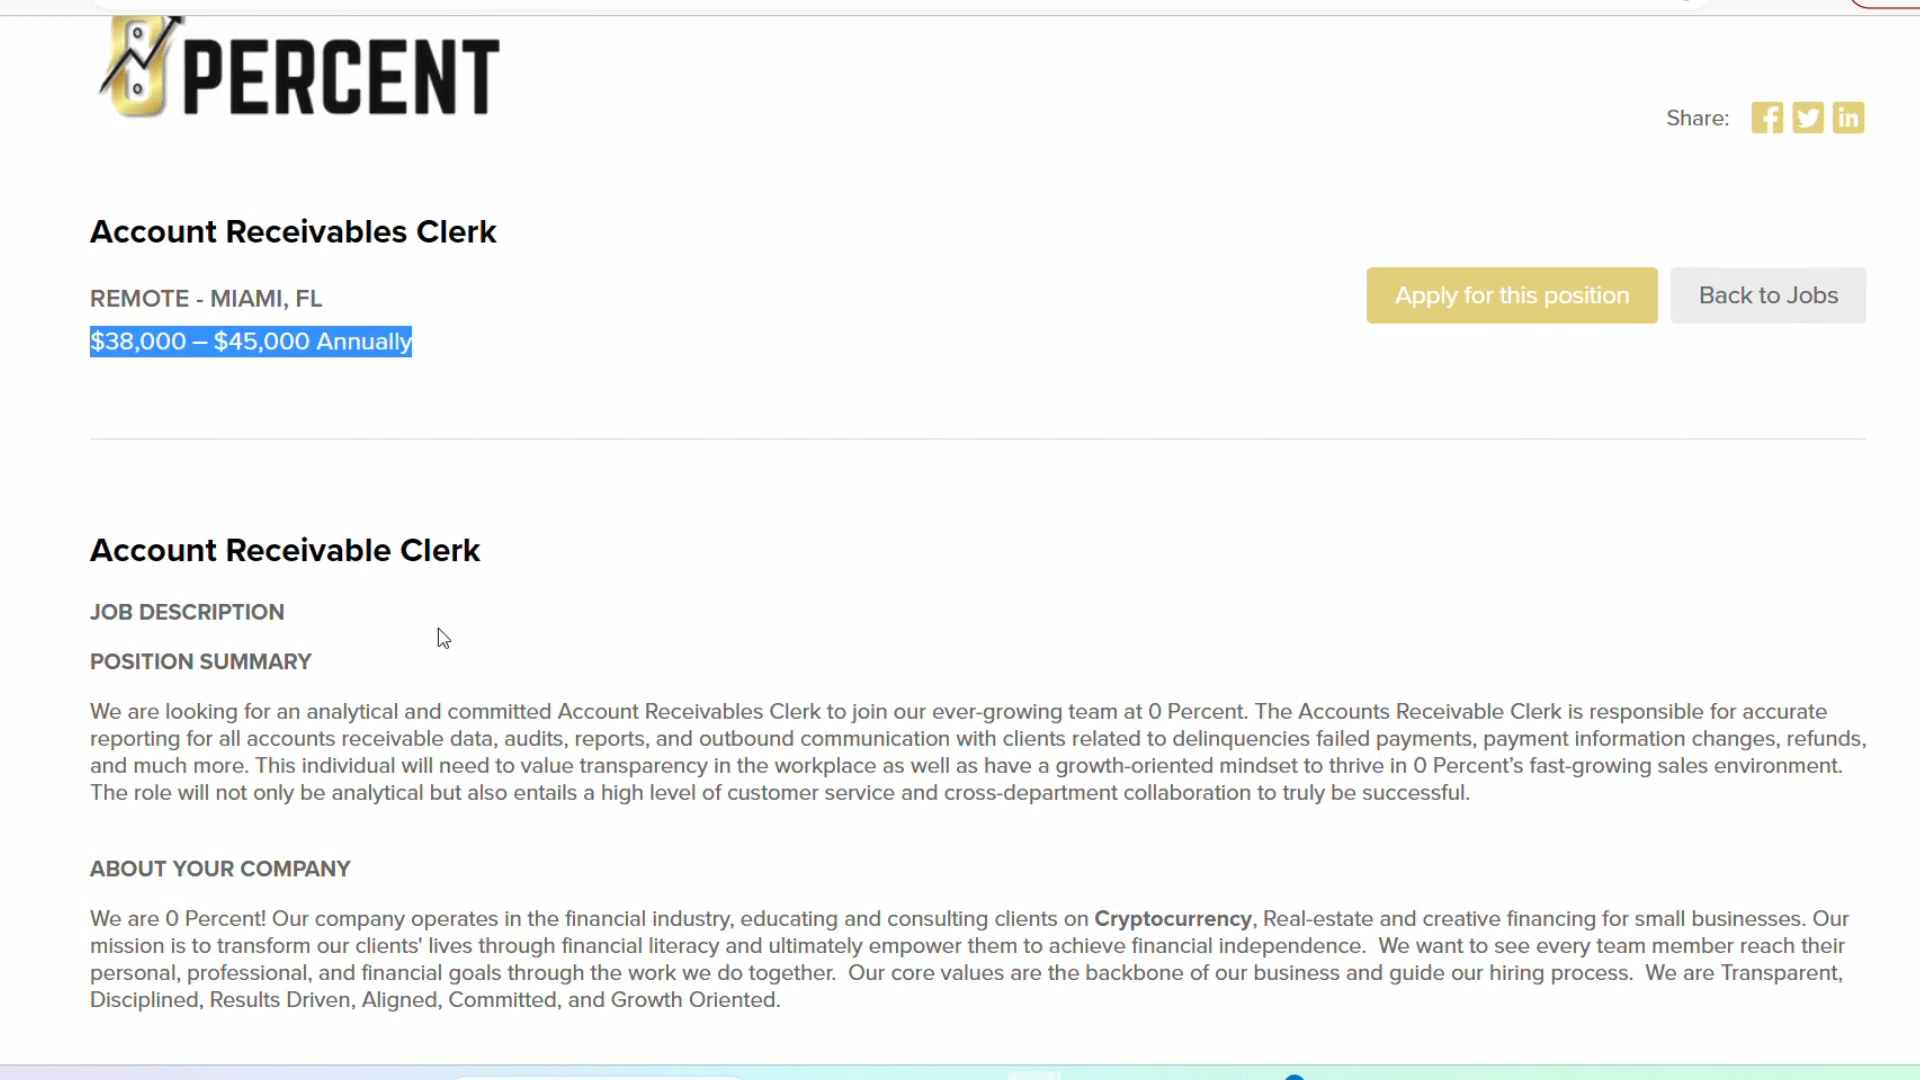 0 PERCENT
Share:
Account Receivables Clerk
REMOTE - MIAMI, FL
Apply for this position
Back to Jobs
$38,000 – $45,000 Annually
Account Receivable Clerk
JOB DESCRIPTION
POSITION SUMMARY
We are looking for an analytical and committed Account Receivables Clerk to join our ever-growing team at 0 Percent. The Accounts Receivable Clerk is responsible for accurate
reporting for all accounts receivable data, audits, reports, and outbound communication with clients related to delinquencies failed payments, payment information changes, refunds,
and much more. This individual will need to value transparency in the workplace as well as have a growth-oriented mindset to thrive in 0 Percent’s fast-growing sales environment.
The role will not only be analytical but also entails a high level of customer service and cross-department collaboration to truly be successful.
ABOUT YOUR COMPANY
We are 0 Percent! Our company operates in the financial industry, educating and consulting clients on Cryptocurrency, Real-estate and creative financing for small businesses. Our
mission is to transform our clients' lives through financial literacy and ultimately empower them to achieve financial independence.  We want to see every team member reach their
personal, professional, and financial goals through the work we do together.  Our core values are the backbone of our business and guide our hiring process.  We are Transparent,
Disciplined, Results Driven, Aligned, Committed, and Growth Oriented.